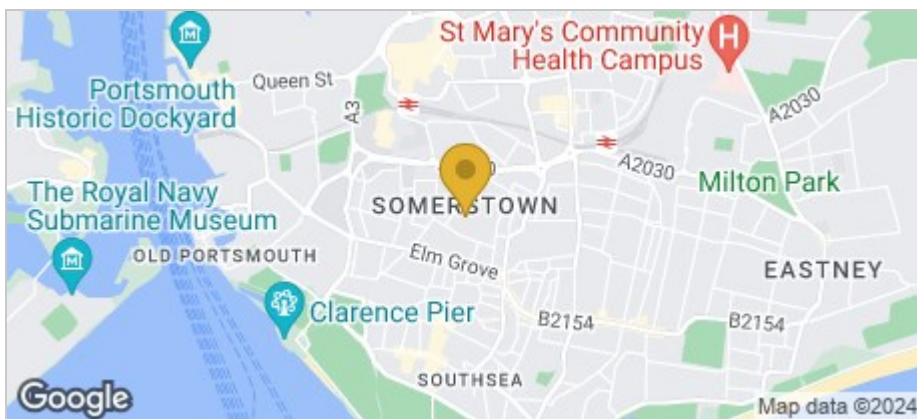 St Mary's Community
Health Campus
H
Queen St
Portsmouth
Historic Dockyard
A3
A2030
A2030
The Royal Navy
Submarine Museum
SOMERSTOWN
Milton Park
OLD PORTSMOUTH
Elm Grove
EASTNEY
Clarence Pier
B2154
B2154
SOUTHSEA
Google
Map data ©2024